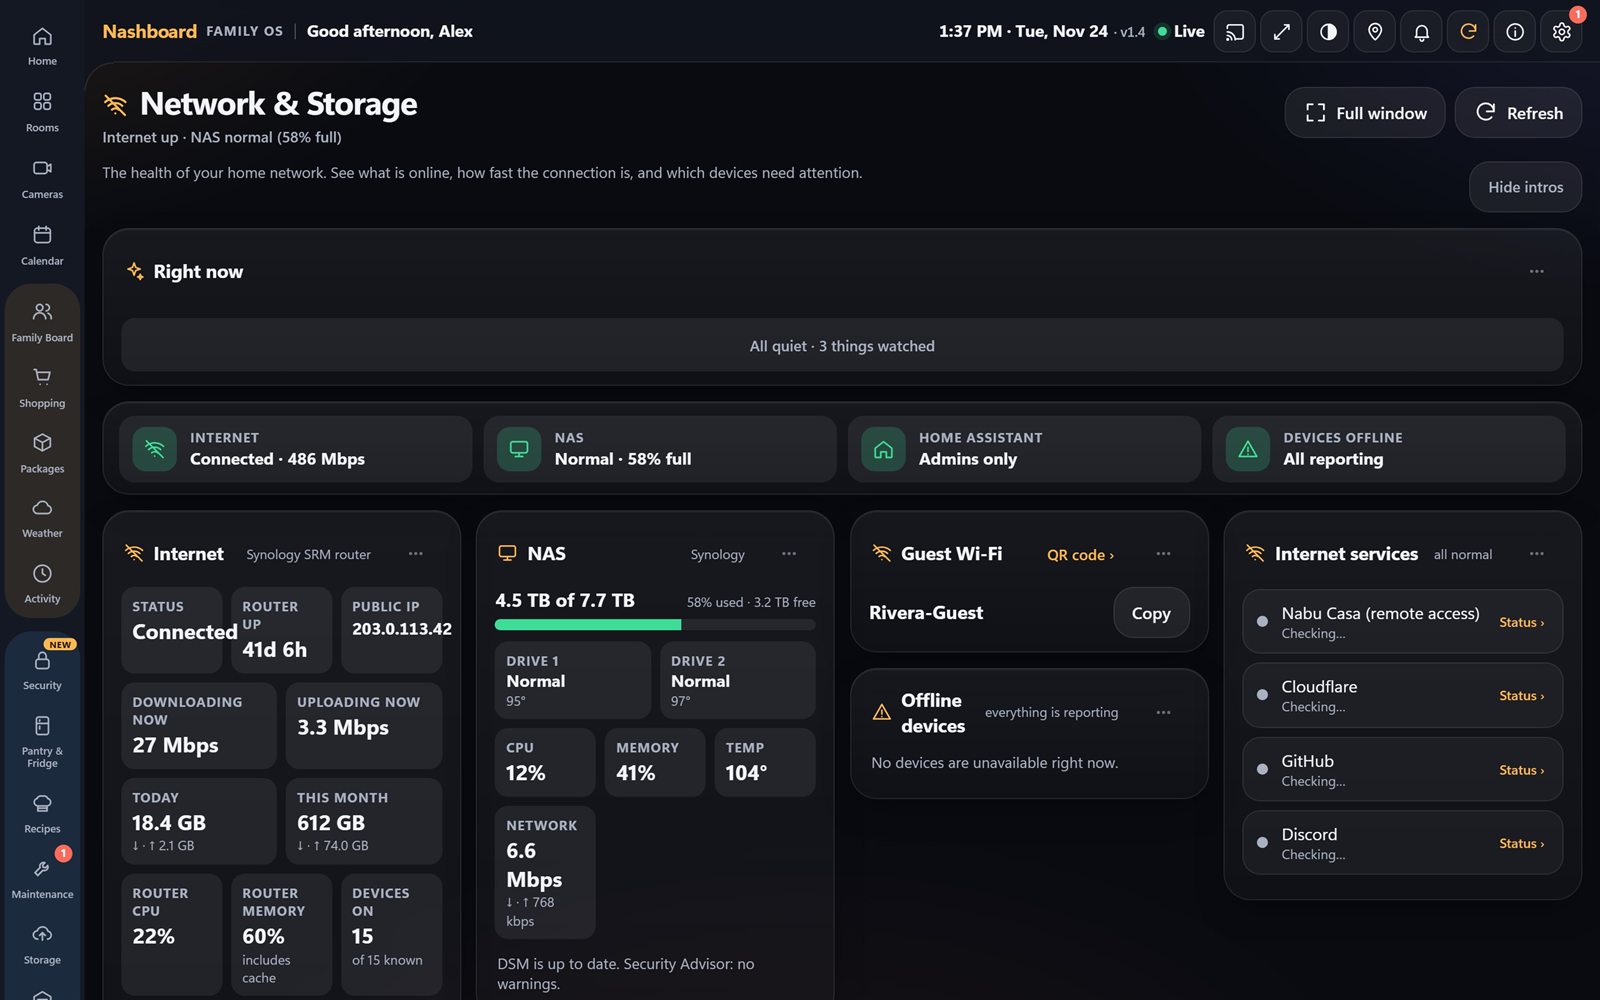 Nashboard FAMILY OS Good afternoon, Alex
1:37 PM · Tue, Nov 24 · v1.4 Live
1
Home
Rooms
Cameras
Calendar
Family Board
Shopping
Packages
Weather
Activity
NEW
Security
Pantry &
Fridge
Recipes
1
Maintenance
Storage
Network & Storage
Internet up · NAS normal (58% full)
The health of your home network. See what is online, how fast the connection is, and which devices need attention.
Full window
Refresh
Hide intros
Right now
All quiet · 3 things watched
INTERNET
Connected · 486 Mbps
NAS
Normal · 58% full
HOME ASSISTANT
Admins only
DEVICES OFFLINE
All reporting
Internet Synology SRM router
STATUS
Connected
ROUTER
UP
41d 6h
PUBLIC IP
203.0.113.42
DOWNLOADING
NOW
27 Mbps
UPLOADING NOW
3.3 Mbps
TODAY
18.4 GB
↓ · ↑ 2.1 GB
THIS MONTH
612 GB
↓ · ↑ 74.0 GB
ROUTER
CPU
22%
ROUTER
MEMORY
60%
includes
cache
DEVICES
ON
15
of 15 known
NAS Synology
4.5 TB of 7.7 TB 58% used · 3.2 TB free
DRIVE 1
Normal
95°
DRIVE 2
Normal
97°
CPU
12%
MEMORY
41%
TEMP
104°
NETWORK
6.6
Mbps
↓ · ↑ 768
kbps
DSM is up to date. Security Advisor: no
warnings.
Guest Wi-Fi QR code ›
Rivera-Guest Copy
Offline
devices
everything is reporting
No devices are unavailable right now.
Internet services all normal
Nabu Casa (remote access)
Checking...
Status ›
Cloudflare
Checking...
Status ›
GitHub
Checking...
Status ›
Discord
Checking...
Status ›